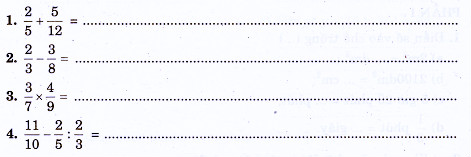 1. 2/5 + 5/12 = ........................................
2. 2/3 − 3/8 = ........................................
3. 3/7 × 4/9 = ........................................
4. 11/10 − 2/5 : 2/3 = ........................................